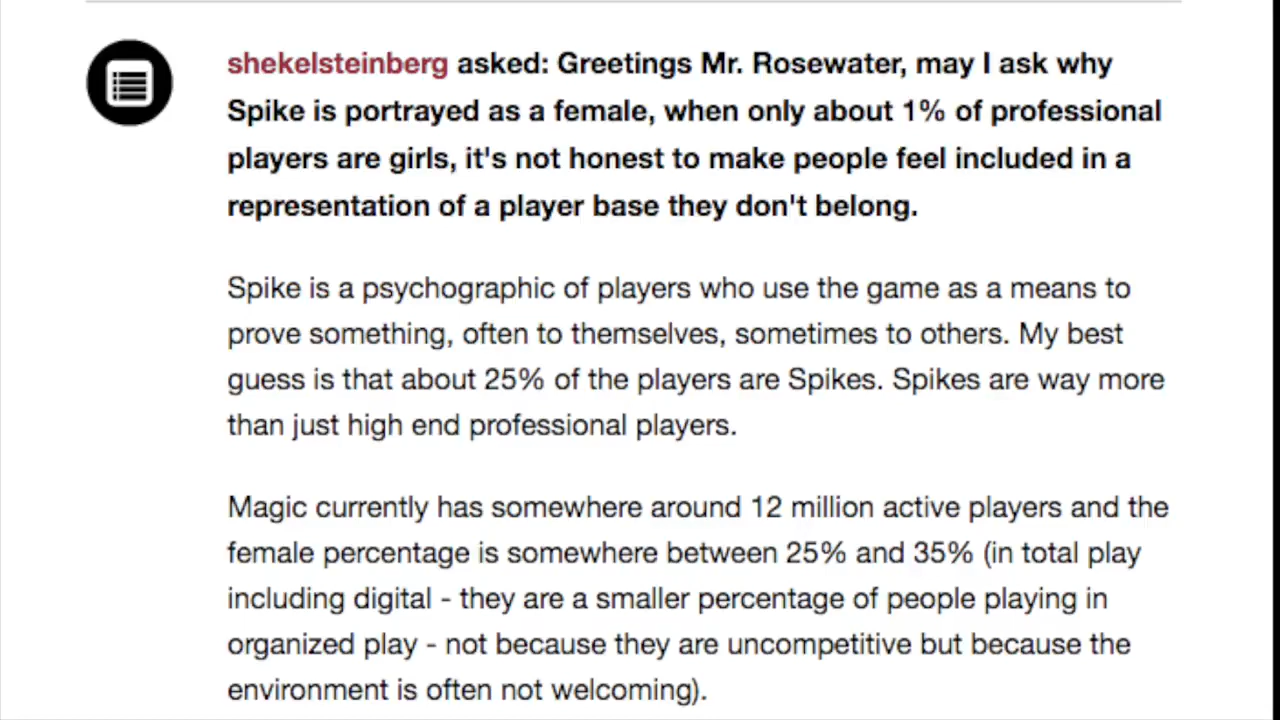 shekelsteinberg asked: Greetings Mr. Rosewater, may I ask why
Spike is portrayed as a female, when only about 1% of professional
players are girls, it's not honest to make people feel included in a
representation of a player base they don't belong.
Spike is a psychographic of players who use the game as a means to
prove something, often to themselves, sometimes to others. My best
guess is that about 25% of the players are Spikes. Spikes are way more
than just high end professional players.
Magic currently has somewhere around 12 million active players and the
female percentage is somewhere between 25% and 35% (in total play
including digital - they are a smaller percentage of people playing in
organized play - not because they are uncompetitive but because the
environment is often not welcoming).